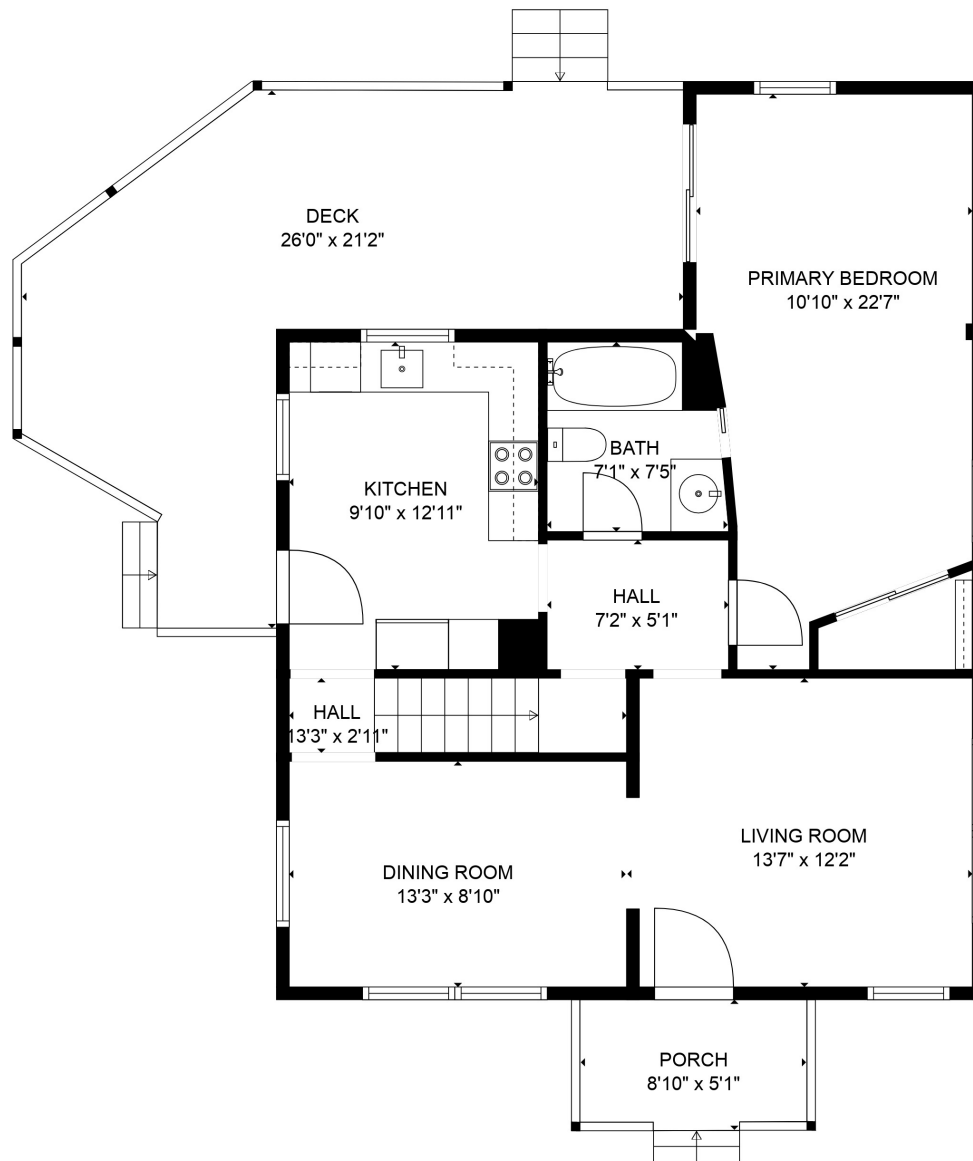 DECK
26'0" x 21'2"
PRIMARY BEDROOM
10'10" x 22'7"
BATH
7'1" x 7'5"
KITCHEN
9'10" x 12'11"
HALL
7'2" x 5'1"
HALL
13'3" x 2'11"
LIVING ROOM
13'7" x 12'2"
DINING ROOM
13'3" x 8'10"
PORCH
8'10" x 5'1"